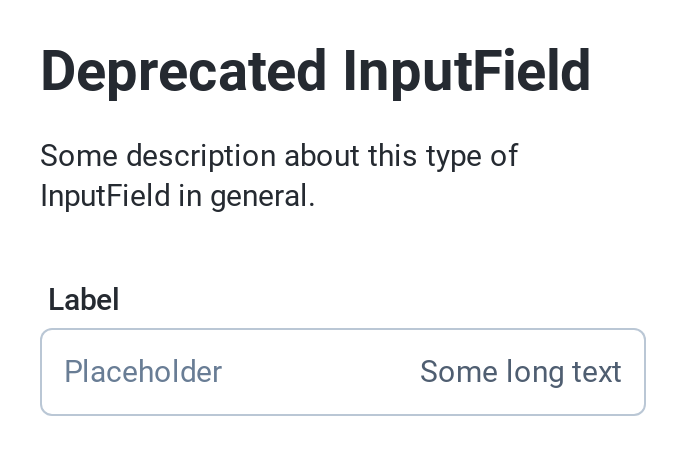 Deprecated InputField
Some description about this type of
InputField in general.
Label
Placeholder Some long text